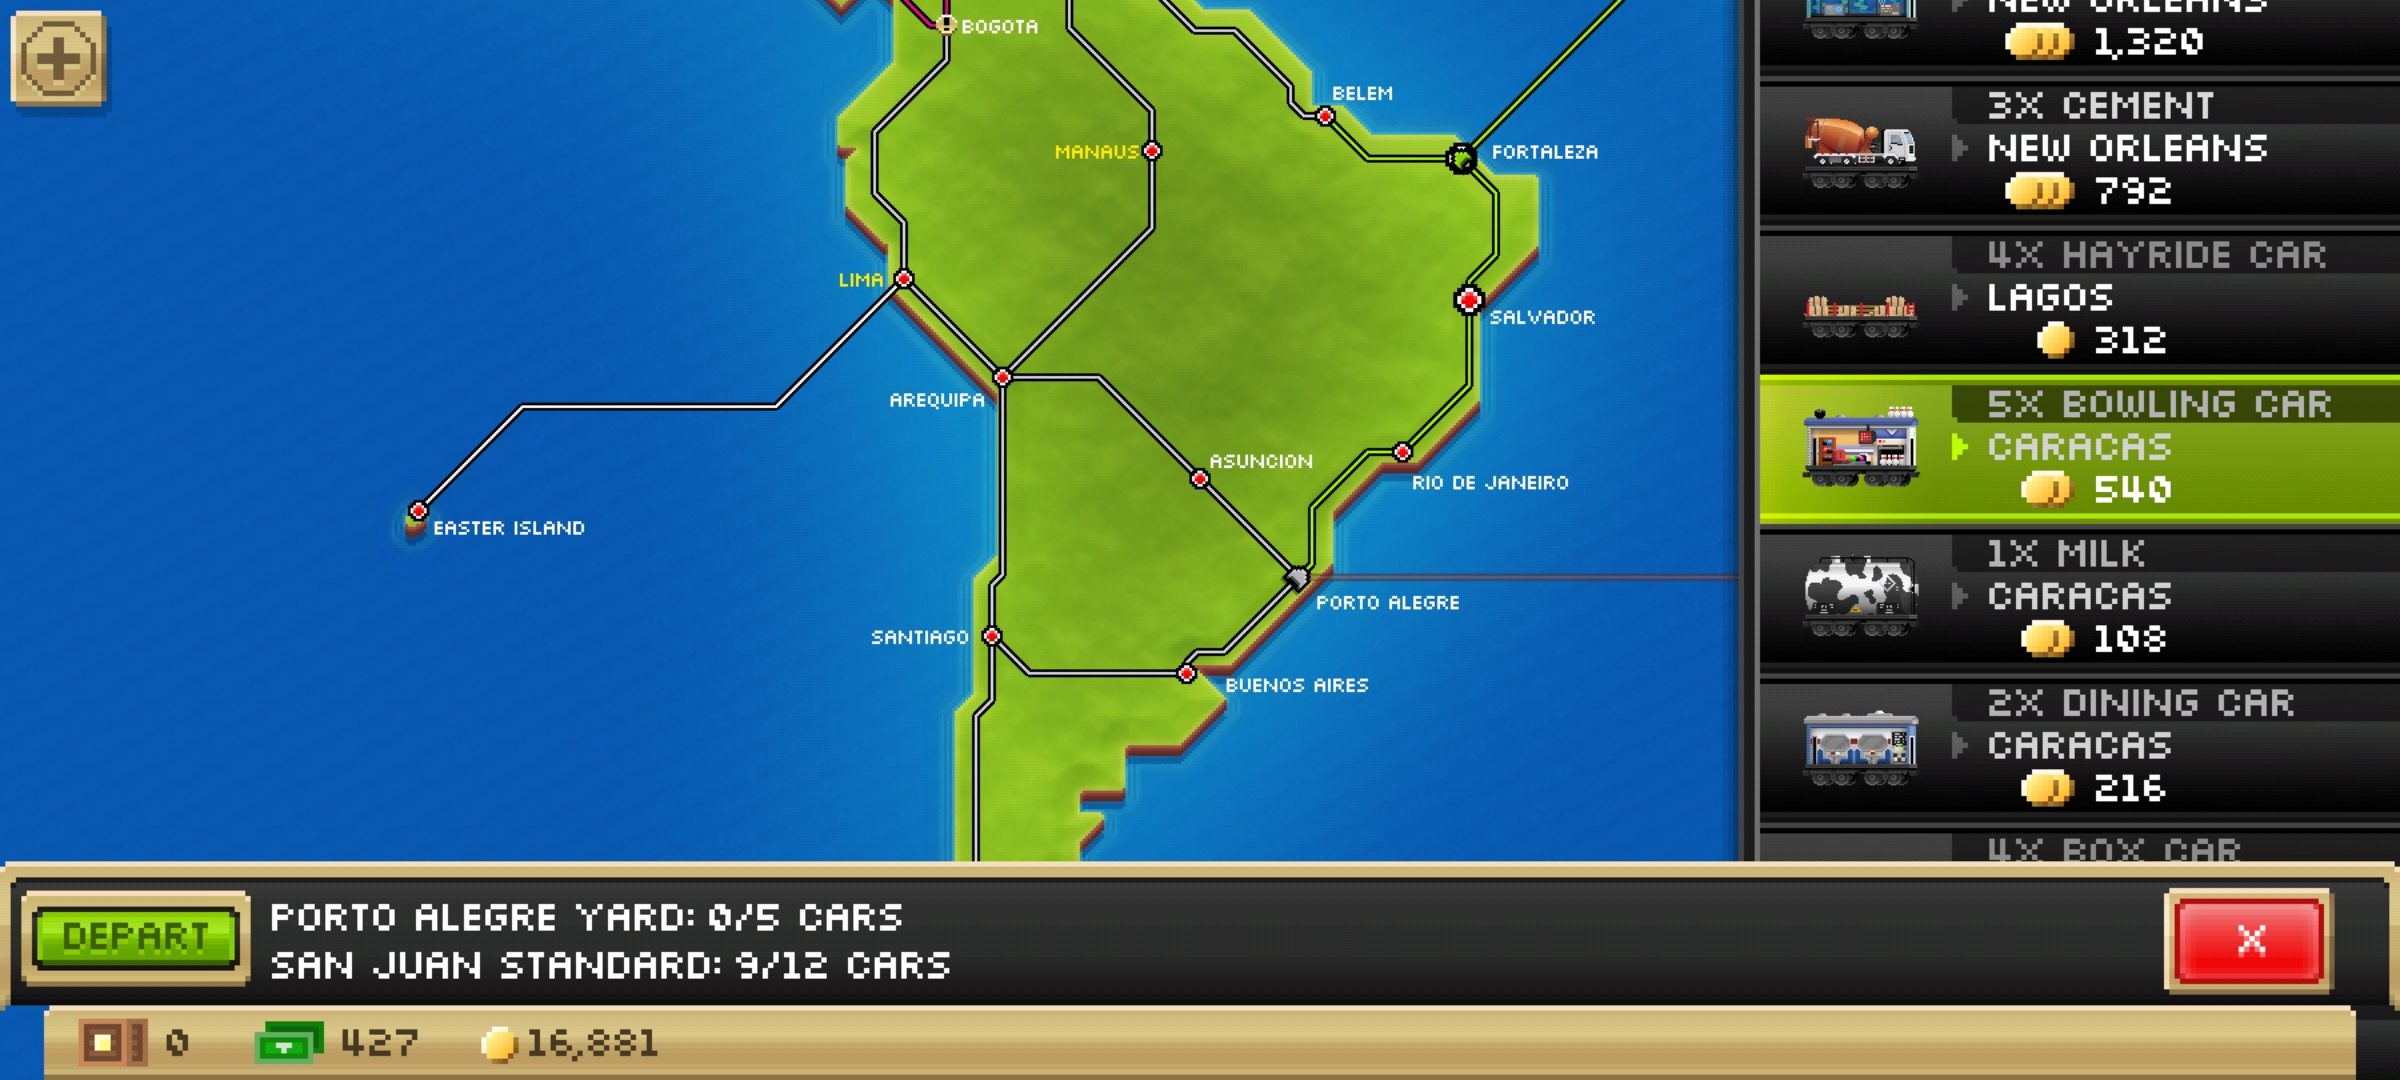 BOGOTA
BELEM
MANAUS
FORTALEZA
LIMA
SALVADOR
AREQUIPA
ASUNCION
RIO DE JANEIRO
EASTER ISLAND
PORTO ALEGRE
SANTIAGO
BUENOS AIRES
NEW ORLEANS
1,320
3X CEMENT
NEW ORLEANS
792
4X HAYRIDE CAR
LAGOS
312
5X BOWLING CAR
CARACAS
540
1X MILK
CARACAS
108
2X DINING CAR
CARACAS
216
4X BOX CAR
DEPART
PORTO ALEGRE YARD: 0/5 CARS
SAN JUAN STANDARD: 9/12 CARS
X
0 427 16,881